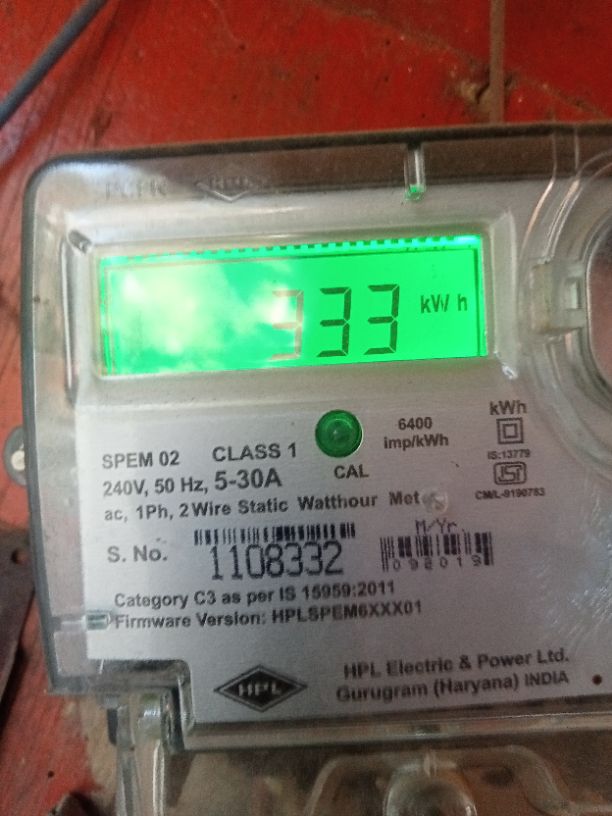 HPL
333 kWh
6400
imp/kWh
kWh
IS:13779
ISI
CM/L-9190783
SPEM 02 CLASS 1
CAL
240V, 50 Hz, 5-30A
ac, 1Ph, 2 Wire Static Watthour Met
S. No. 1108332
M/Yr.
092019
Category C3 as per IS 15959:2011
Firmware Version: HPLSPEM6XXX01
HPL
HPL Electric & Power Ltd.
Gurugram (Haryana) INDIA